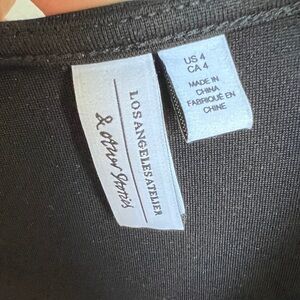 LOS ANGELES ATELIER
& other Stories
US 4
CA 4
MADE IN
CHINA
FABRIQUÉ EN
CHINE